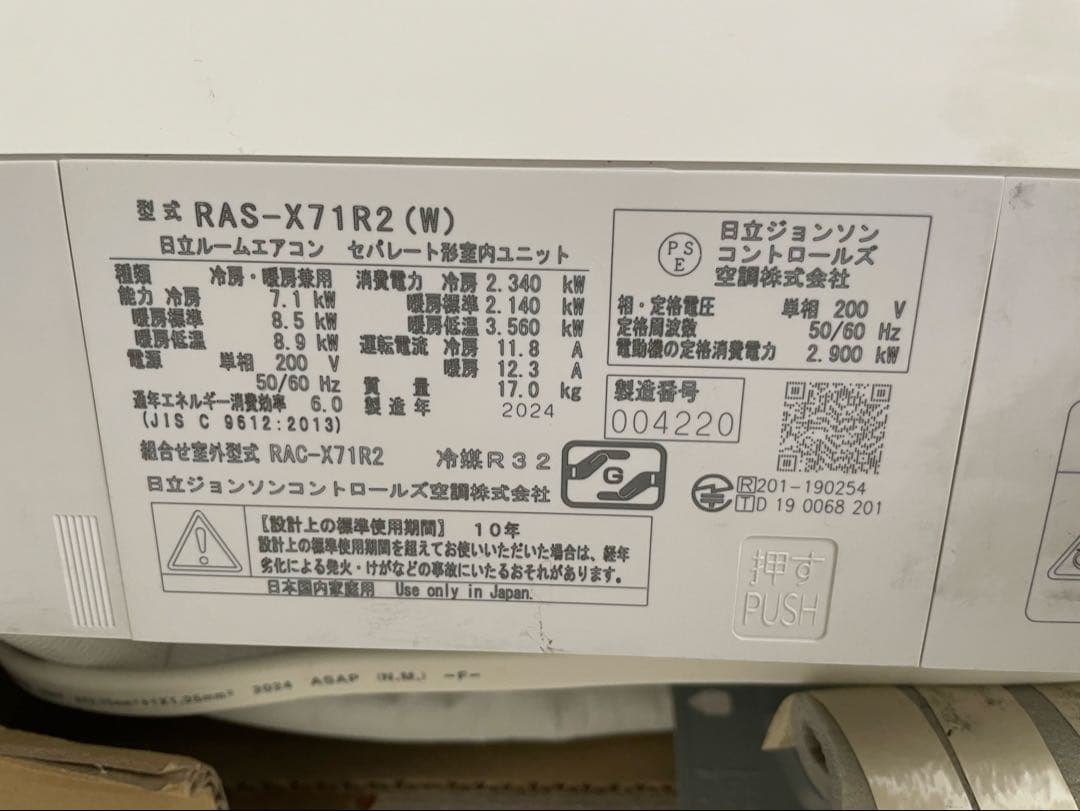 型式 RAS-X71R2(W)
日立ルームエアコン セパレート形室内ユニット
種類 冷房・暖房兼用
能力 冷房 7.1 kW
暖房標準 8.5 kW
暖房低温 8.9 kW
電源 単相 200 V
50/60 Hz
通年エネルギー消費効率 6.0
(JIS C 9612:2013)
消費電力 冷房 2.340 kW
暖房標準 2.140 kW
暖房低温 3.560 kW
運転電流 冷房 11.8 A
暖房 12.3 A
質量 17.0 kg
製造年 2024
組合せ室外型式 RAC-X71R2 冷媒R32
日立ジョンソンコントロールズ空調株式会社
G
PS
E
日立ジョンソン
コントロールズ
空調株式会社
相・定格電圧 単相 200 V
定格周波数 50/60 Hz
電動機の定格消費電力 2.900 kW
製造番号
004220
R 201-190254
T D 19 0068 201
【設計上の標準使用期間】 10年
設計上の標準使用期間を超えてお使いいただいた場合は、経年
劣化による発火・けがなどの事故にいたるおそれがあります。
日本国内家庭用 Use only in Japan.
押す
PUSH
2024 ASAP (N.M.) -F-